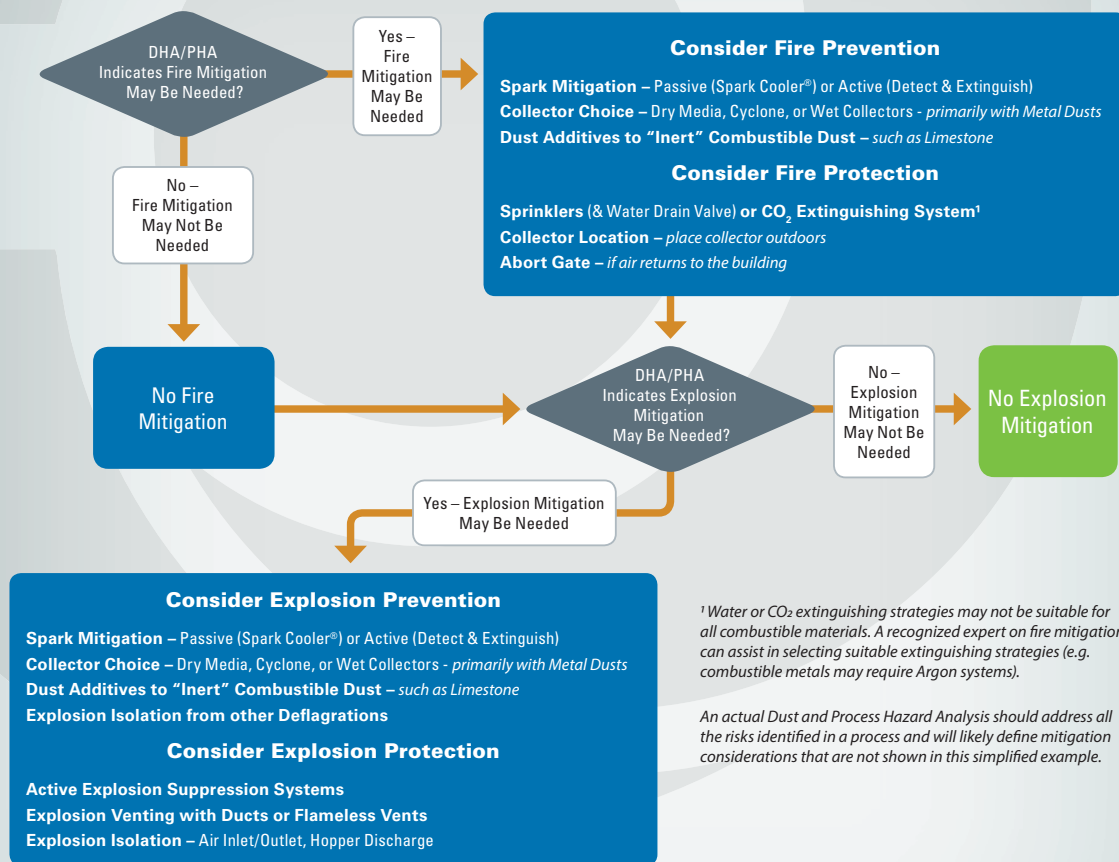 DHA/PHA
Indicates Fire Mitigation
May Be Needed?
Yes –
Fire
Mitigation
May Be
Needed
Consider Fire Prevention
Spark Mitigation – Passive (Spark Cooler®) or Active (Detect & Extinguish)
Collector Choice – Dry Media, Cyclone, or Wet Collectors - primarily with Metal Dusts
Dust Additives to “Inert” Combustible Dust – such as Limestone
Consider Fire Protection
Sprinklers (& Water Drain Valve) or CO₂ Extinguishing System¹
Collector Location – place collector outdoors
Abort Gate – if air returns to the building
No –
Fire Mitigation
May Not Be
Needed
No Fire
Mitigation
DHA/PHA
Indicates Explosion
Mitigation
May Be Needed?
No –
Explosion
Mitigation
May Not Be
Needed
No Explosion
Mitigation
Yes – Explosion Mitigation
May Be Needed
Consider Explosion Prevention
Spark Mitigation – Passive (Spark Cooler®) or Active (Detect & Extinguish)
Collector Choice – Dry Media, Cyclone, or Wet Collectors - primarily with Metal Dusts
Dust Additives to “Inert” Combustible Dust – such as Limestone
Explosion Isolation from other Deflagrations
Consider Explosion Protection
Active Explosion Suppression Systems
Explosion Venting with Ducts or Flameless Vents
Explosion Isolation – Air Inlet/Outlet, Hopper Discharge
¹ Water or CO₂ extinguishing strategies may not be suitable for
all combustible materials. A recognized expert on fire mitigation
can assist in selecting suitable extinguishing strategies (e.g.
combustible metals may require Argon systems).
An actual Dust and Process Hazard Analysis should address all
the risks identified in a process and will likely define mitigation
considerations that are not shown in this simplified example.